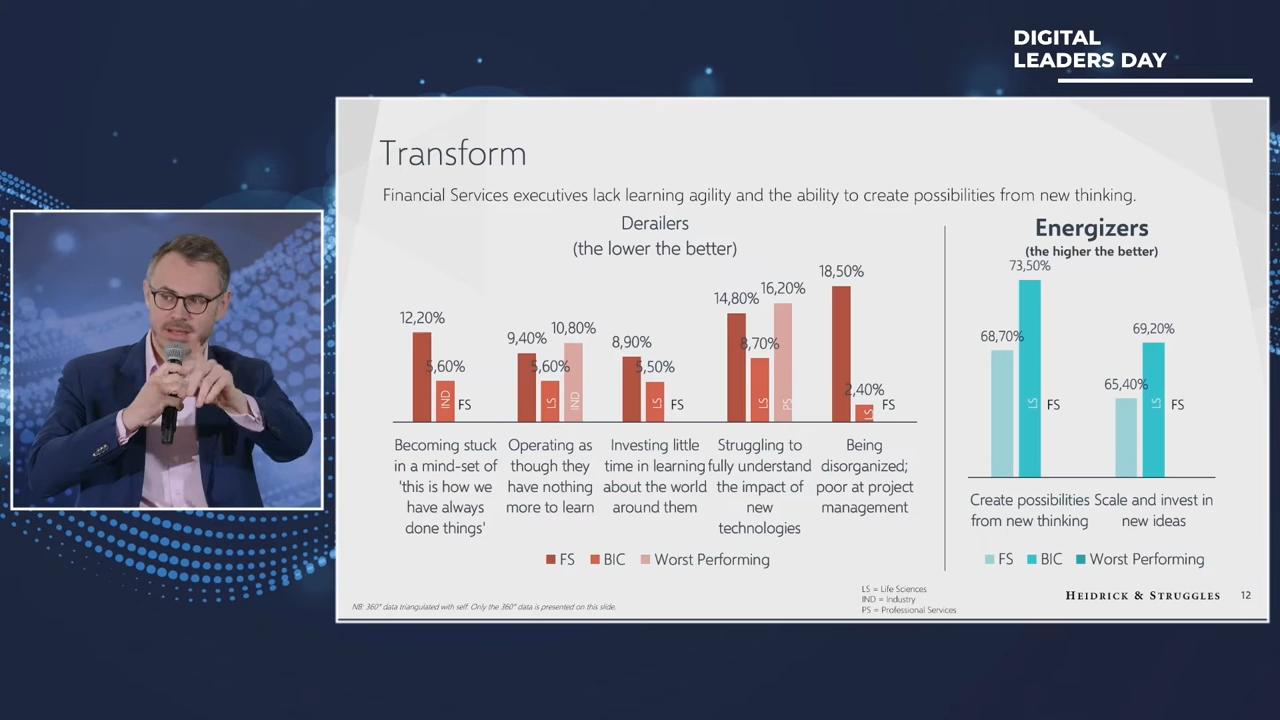 DIGITAL
LEADERS DAY
Transform
Financial Services executives lack learning agility and the ability to create possibilities from new thinking.
Derailers
(the lower the better)
12,20%
5,60%
IND
FS
9,40%
5,60%
10,80%
LS
IND
8,90%
5,50%
LS
FS
14,80%
8,70%
16,20%
LS
PS
18,50%
2,40%
LS
FS
Becoming stuck
in a mind-set of
'this is how we
have always
done things'
Operating as
though they
have nothing
more to learn
Investing little
time in learning
about the world
around them
Struggling to
fully understand
the impact of
new
technologies
Being
disorganized;
poor at project
management
FS BIC Worst Performing
Energizers
(the higher the better)
68,70%
73,50%
LS
FS
65,40%
69,20%
LS
FS
Create possibilities
from new thinking
Scale and invest in
new ideas
FS BIC Worst Performing
NB: 360° data triangulated with self. Only the 360° data is presented on this slide.
LS = Life Sciences
IND = Industry
PS = Professional Services
HEIDRICK & STRUGGLES
12